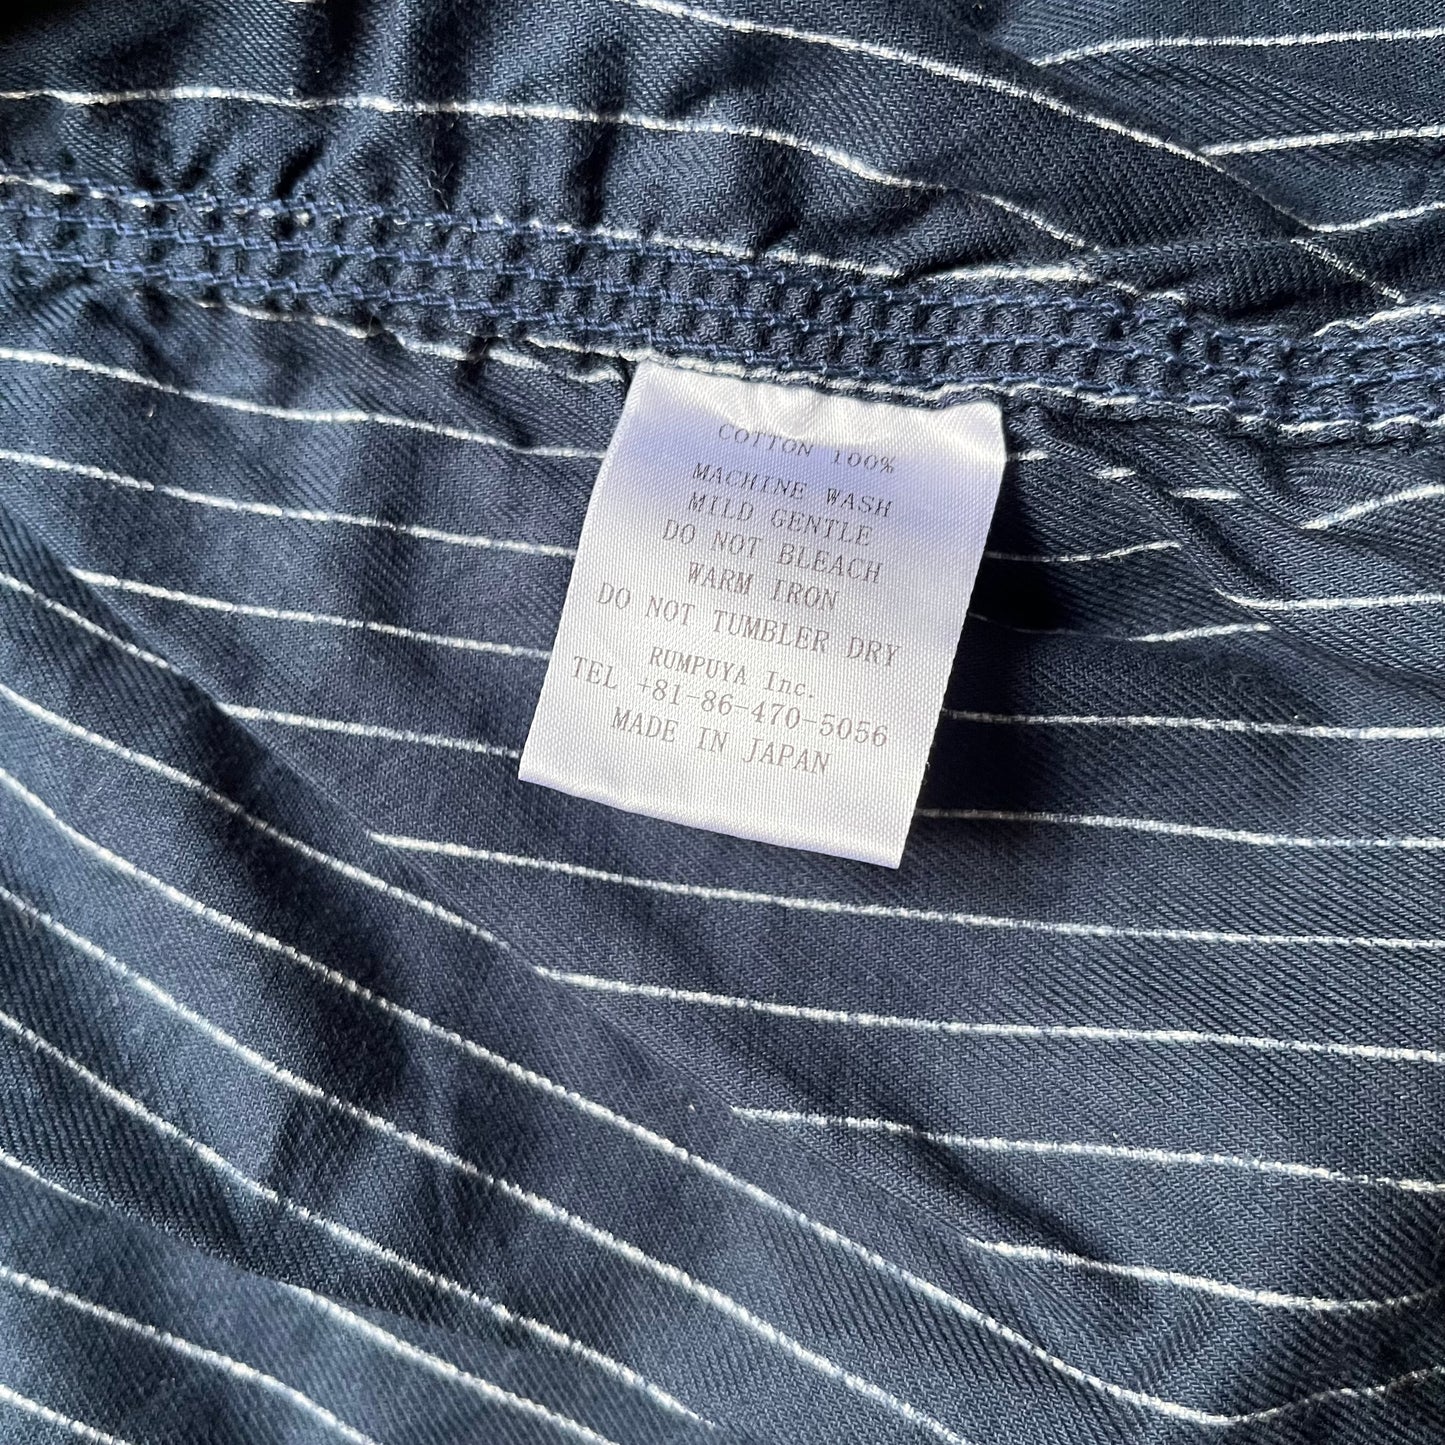 COTTON 100%
MACHINE WASH
MILD GENTLE
DO NOT BLEACH
WARM IRON
DO NOT TUMBLER DRY
RUMPUYA Inc.
TEL +81-86-470-5056
MADE IN JAPAN